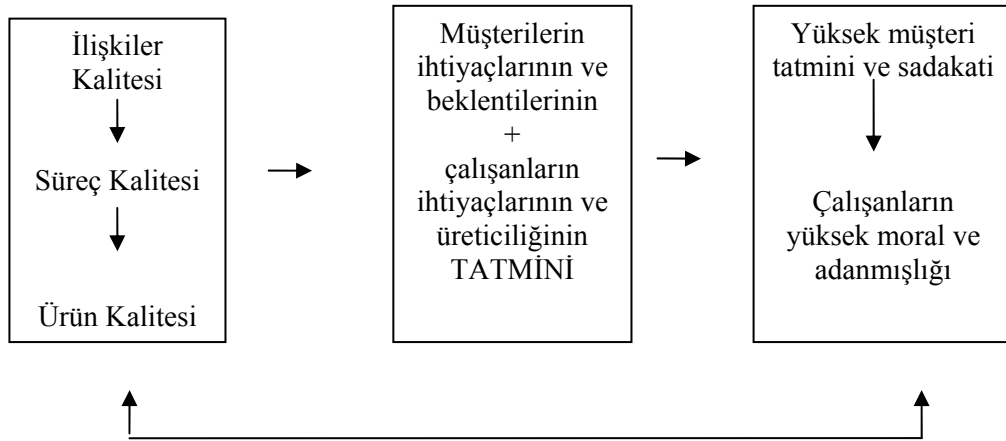 İlişkiler
Kalitesi
Süreç Kalitesi
Ürün Kalitesi
Müşterilerin
ihtiyaçlarının ve
beklentilerinin
+
çalışanların
ihtiyaçlarının ve
üreticiliğinin
TATMİNİ
Yüksek müşteri
tatmini ve sadakati
Çalışanların
yüksek moral ve
adanmışlığı